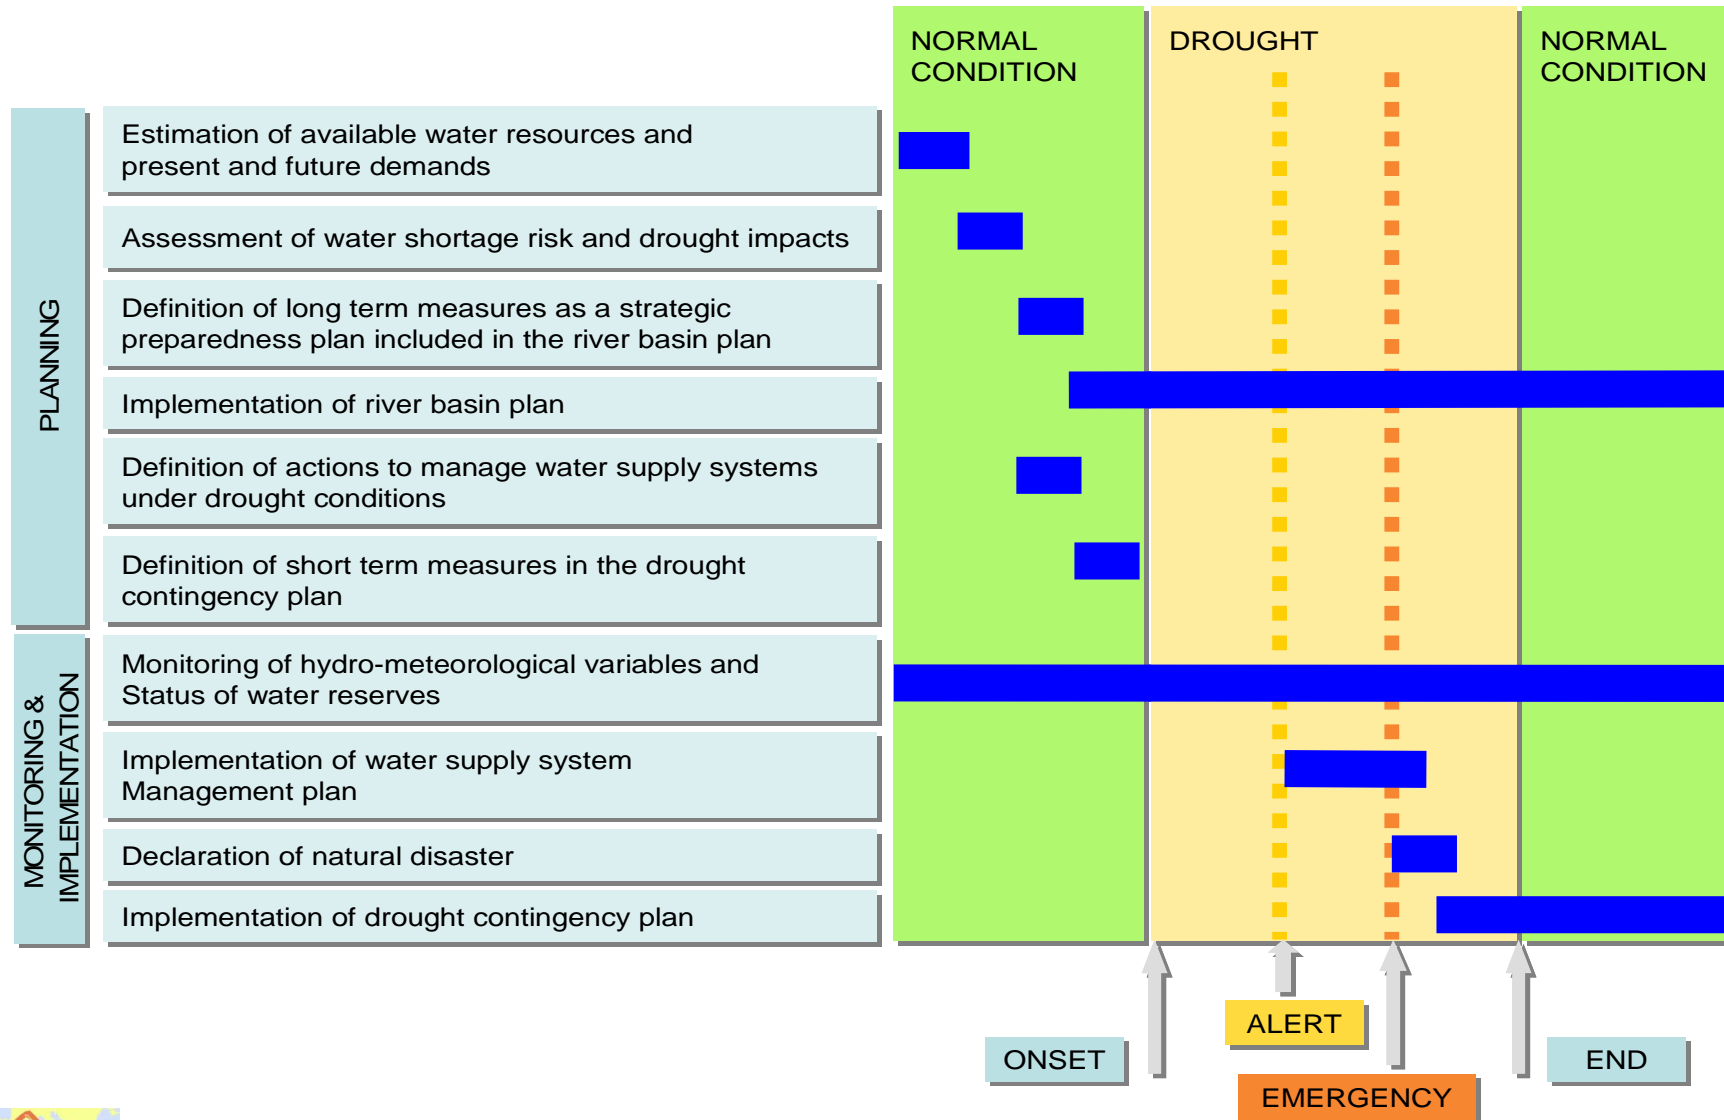 NORMAL
CONDITION
DROUGHT
NORMAL
CONDITION
PLANNING
Estimation of available water resources and
present and future demands
Assessment of water shortage risk and drought impacts
Definition of long term measures as a strategic
preparedness plan included in the river basin plan
Implementation of river basin plan
Definition of actions to manage water supply systems
under drought conditions
Definition of short term measures in the drought
contingency plan
MONITORING &
IMPLEMENTATION
Monitoring of hydro-meteorological variables and
Status of water reserves
Implementation of water supply system
Management plan
Declaration of natural disaster
Implementation of drought contingency plan
ALERT
ONSET
END
EMERGENCY